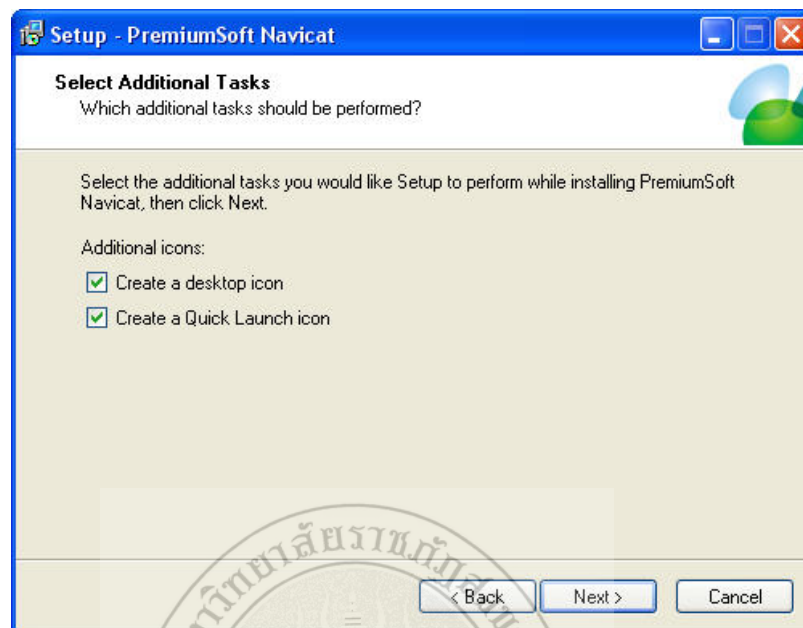 Setup - PremiumSoft Navicat
Select Additional Tasks
Which additional tasks should be performed?
Select the additional tasks you would like Setup to perform while installing PremiumSoft
Navicat, then click Next.
Additional icons:
Create a desktop icon
Create a Quick Launch icon
< Back
Next >
Cancel